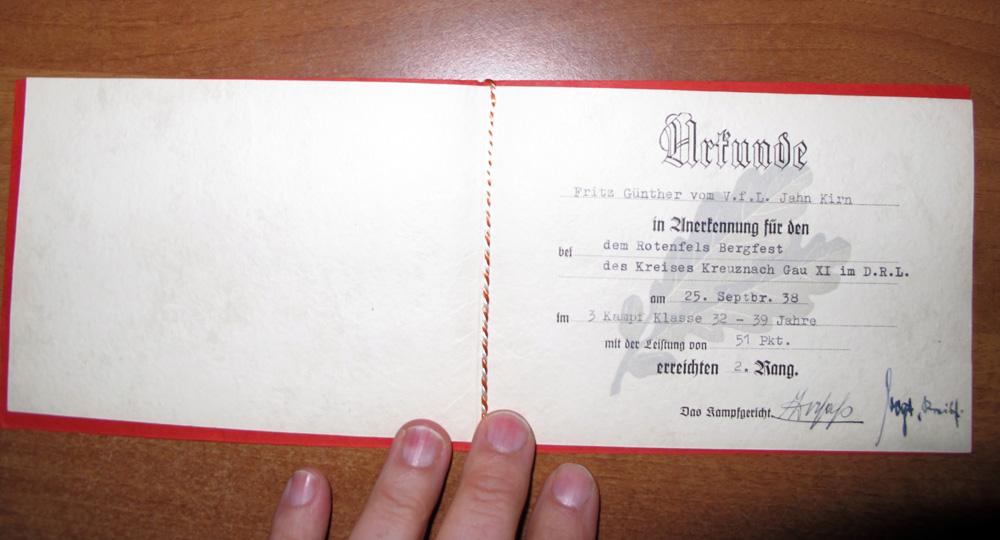 Urkunde
Fritz Günther vom V.f.L. Jahn Kirn
in Anerkennung für den
bei dem Rotenfels Bergfest
des Kreises Kreuznach Gau XI im D.R.L.
am 25. Septbr. 38
im 3 Kampf Klasse 32 - 39 Jahre
mit der Leistung von 51 Pkt.
erreichten 2. Rang.
Das Kampfgericht.